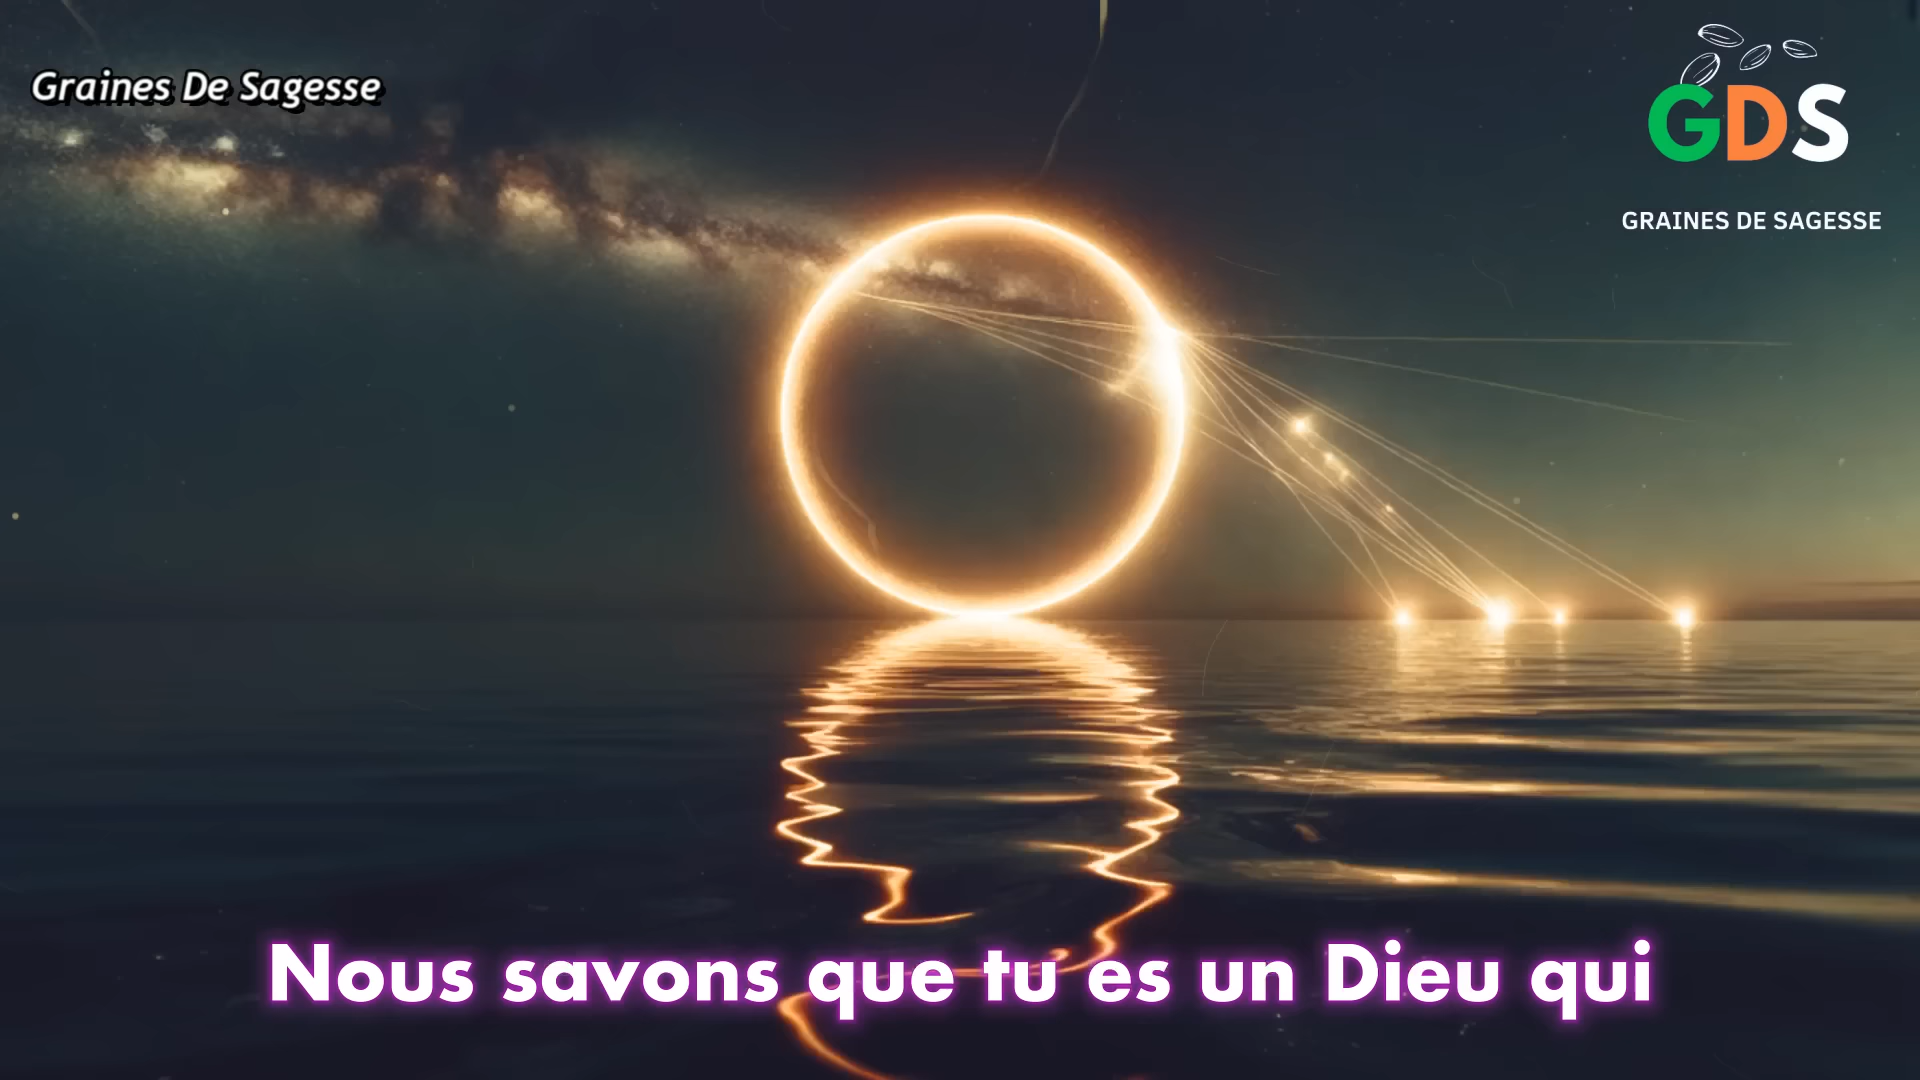 Graines De Sagesse
GDS
GRAINES DE SAGESSE
Nous savons que tu es un Dieu qui